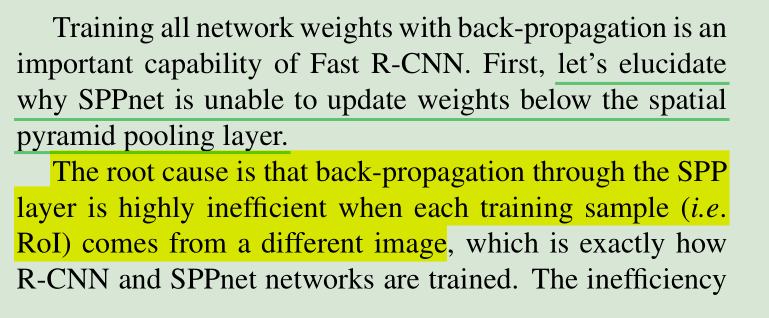 Training all network weights with back-propagation is an
important capability of Fast R-CNN. First, let’s elucidate
why SPPnet is unable to update weights below the spatial
pyramid pooling layer.
The root cause is that back-propagation through the SPP
layer is highly inefficient when each training sample (i.e.
RoI) comes from a different image, which is exactly how
R-CNN and SPPnet networks are trained. The inefficiency